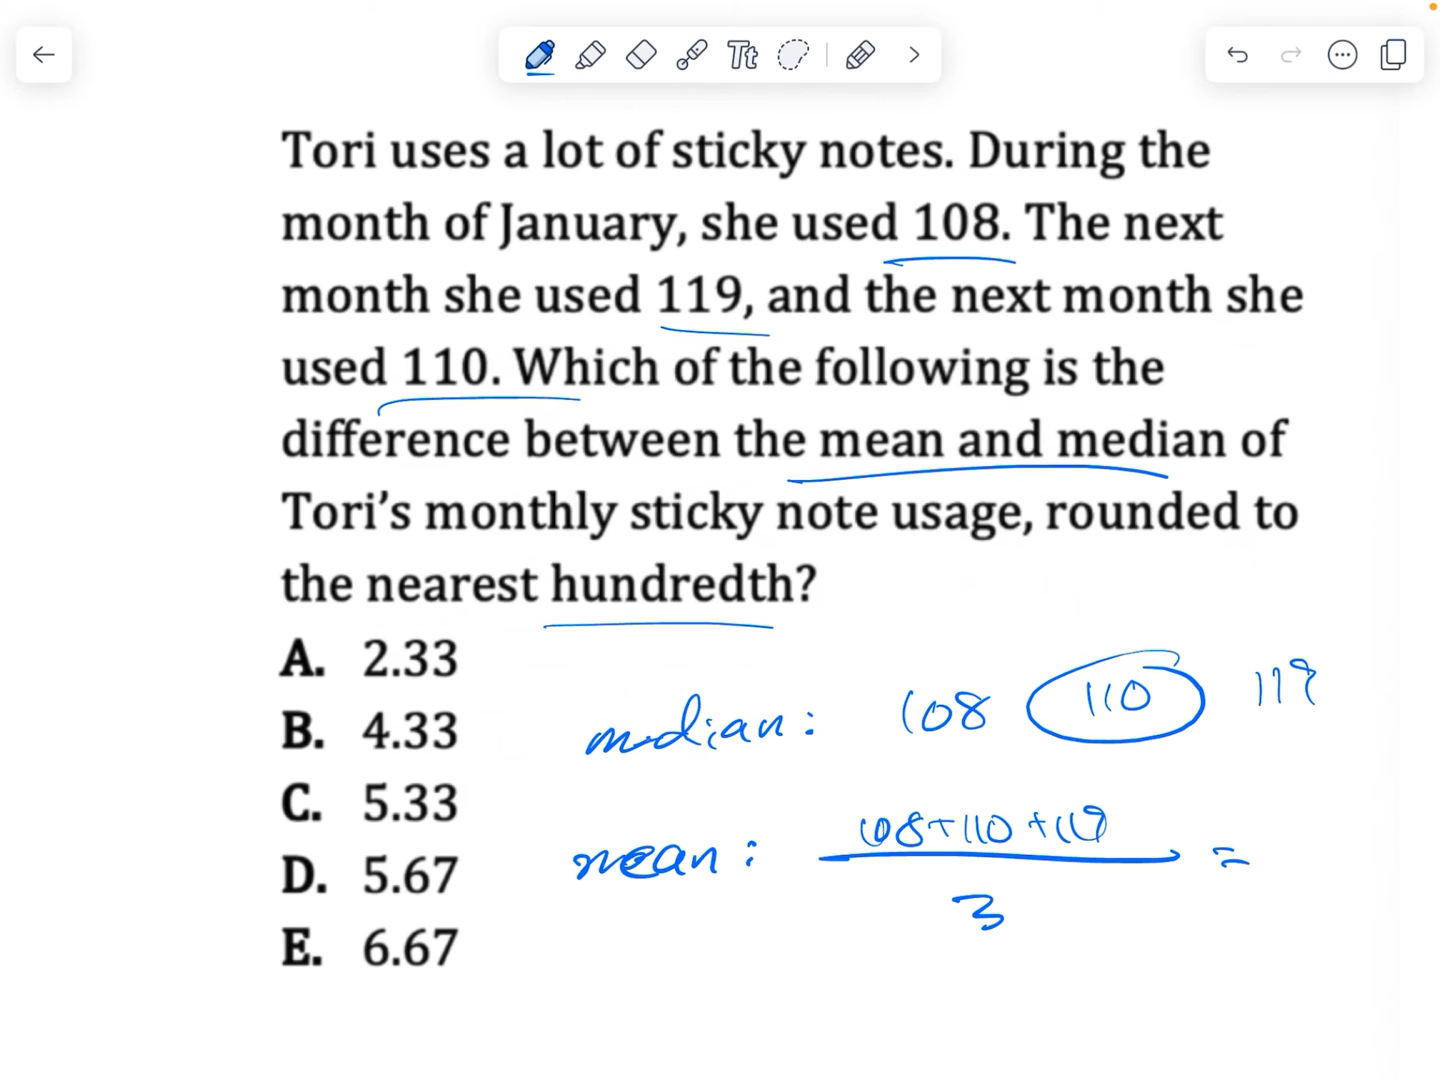 Tt
Tori uses a lot of sticky notes. During the
month of January, she used 108. The next
month she used 119, and the next month she
used 110. Which of the following is the
difference between the mean and median of
Tori's monthly sticky note usage, rounded to
the nearest hundredth?
A. 2.33
B. 4.33
C. 5.33
D. 5.67
E. 6.67
median: 108 110 119
mean: 108+110+119 =
3